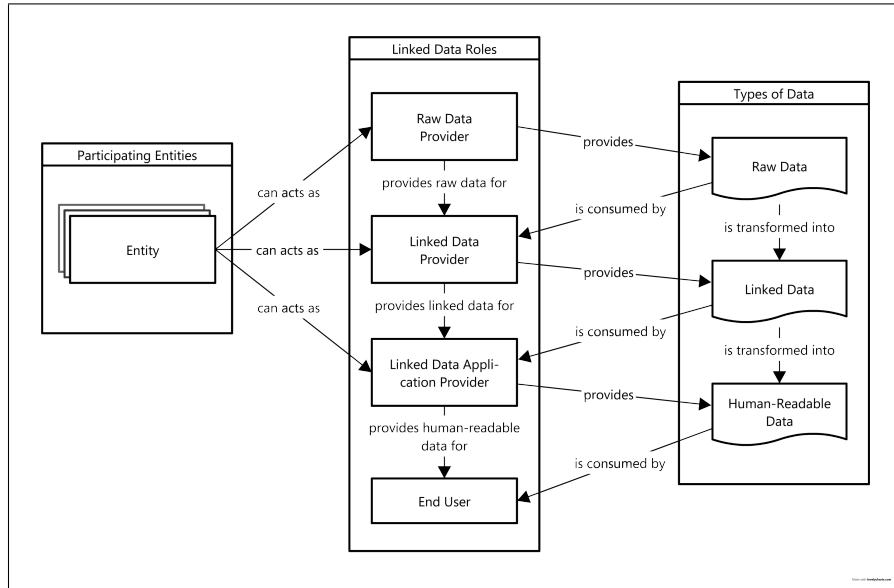 Linked Data Roles
Types of Data
Participating Entities
Entity
can acts as
can acts as
can acts as
Raw Data
Provider
provides raw data for
Linked Data
Provider
provides linked data for
Linked Data Appli-
cation Provider
provides human-readable
data for
End User
provides
is consumed by
provides
is consumed by
provides
is consumed by
Raw Data
is transformed into
Linked Data
is transformed into
Human-Readable
Data